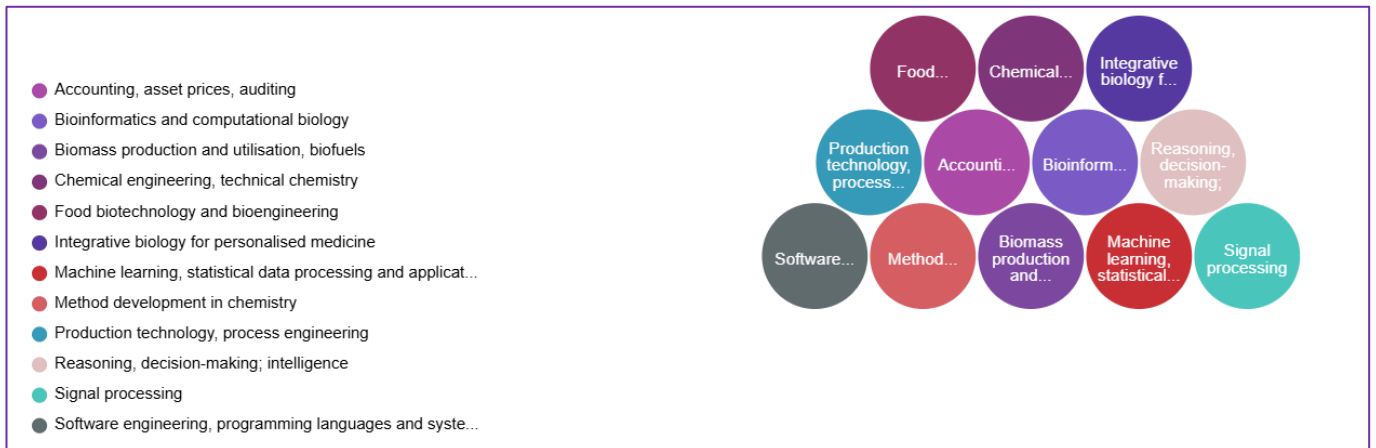 Accounting, asset prices, auditing
Bioinformatics and computational biology
Biomass production and utilisation, biofuels
Chemical engineering, technical chemistry
Food biotechnology and bioengineering
Integrative biology for personalised medicine
Machine learning, statistical data processing and applicat...
Method development in chemistry
Production technology, process engineering
Reasoning, decision-making; intelligence
Signal processing
Software engineering, programming languages and syste...
Food...
Chemical...
Integrative
biology f...
Production
technology,
process...
Accounti...
Bioinform...
Reasoning,
decision-
making;
Software...
Method...
Biomass
production
and...
Machine
learning,
statistical...
Signal
processing